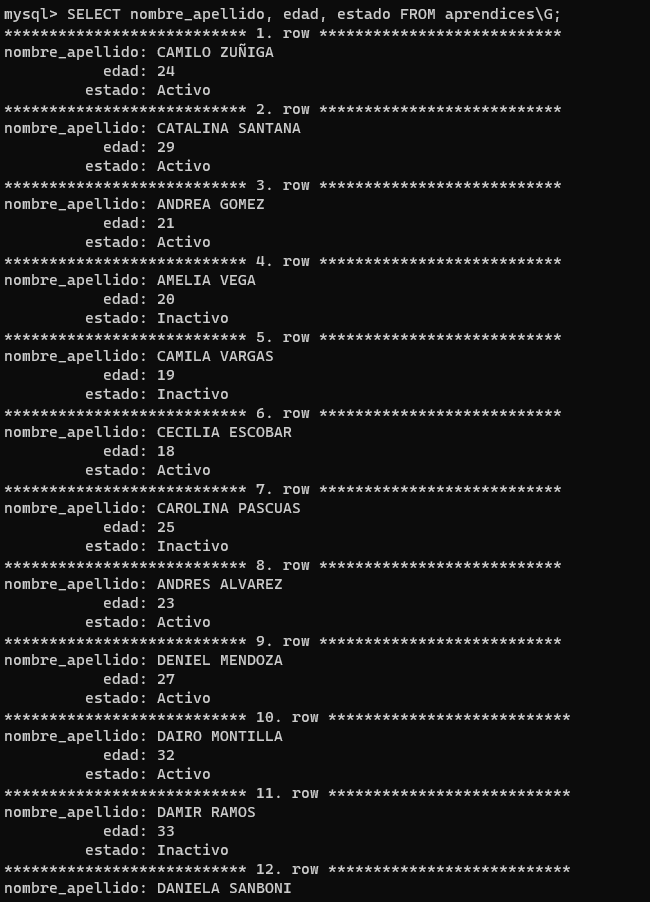 mysql> SELECT nombre_apellido, edad, estado FROM aprendices\G;
*************************** 1. row ***************************
nombre_apellido: CAMILO ZUÑIGA
edad: 24
estado: Activo
*************************** 2. row ***************************
nombre_apellido: CATALINA SANTANA
edad: 29
estado: Activo
*************************** 3. row ***************************
nombre_apellido: ANDREA GOMEZ
edad: 21
estado: Activo
*************************** 4. row ***************************
nombre_apellido: AMELIA VEGA
edad: 20
estado: Inactivo
*************************** 5. row ***************************
nombre_apellido: CAMILA VARGAS
edad: 19
estado: Inactivo
*************************** 6. row ***************************
nombre_apellido: CECILIA ESCOBAR
edad: 18
estado: Activo
*************************** 7. row ***************************
nombre_apellido: CAROLINA PASCUAS
edad: 25
estado: Inactivo
*************************** 8. row ***************************
nombre_apellido: ANDRES ALVAREZ
edad: 23
estado: Activo
*************************** 9. row ***************************
nombre_apellido: DENIEL MENDOZA
edad: 27
estado: Activo
*************************** 10. row ***************************
nombre_apellido: DAIRO MONTILLA
edad: 32
estado: Activo
*************************** 11. row ***************************
nombre_apellido: DAMIR RAMOS
edad: 33
estado: Inactivo
*************************** 12. row ***************************
nombre_apellido: DANIELA SANBONI